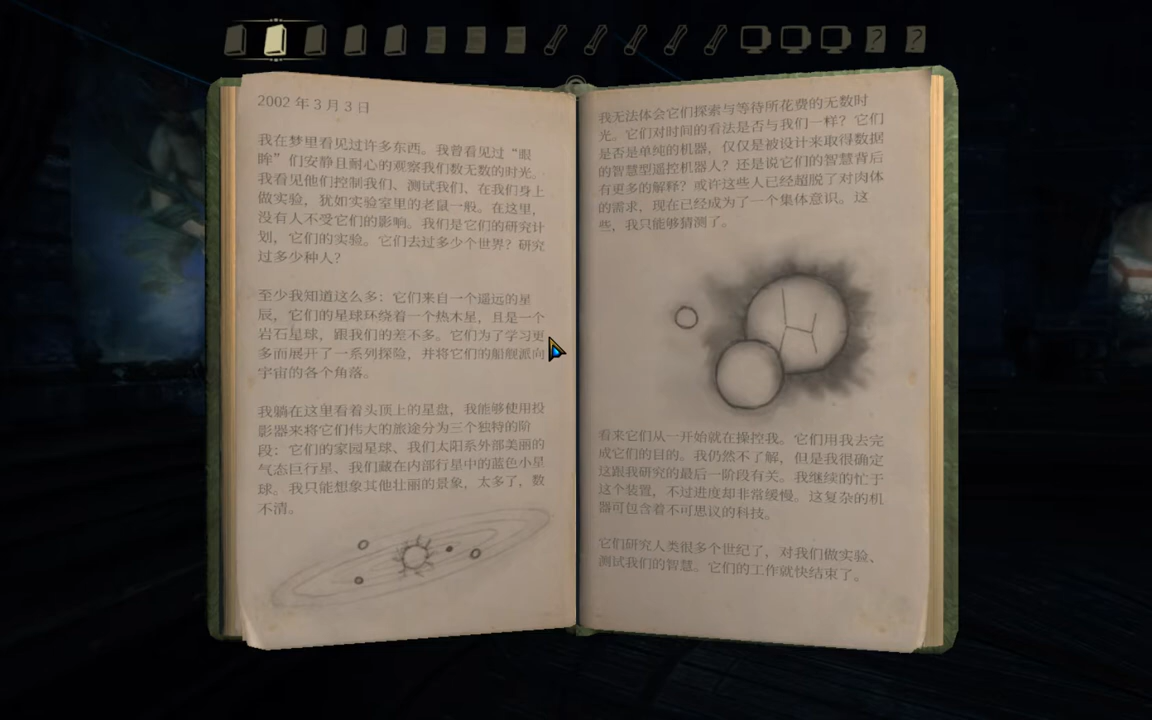 2002 年 3 月 3 日
我在梦里看见过许多东西。我曾看见过“眼
眸”们安静且耐心的观察我们数无数的时光。
我看见他们控制我们、测试我们、在我们身上
做实验，犹如实验室里的老鼠一般。在这里，
没有人不受它们的影响。我们是它们的研究计
划，它们的实验。它们去过多少个世界？研究
过多少种人？
至少我知道这么多：它们来自一个遥远的星
辰，它们的星球环绕着一个热木星，且是一个
岩石星球，跟我们的差不多。它们为了学习更
多而展开了一系列探险，并将它们的船舰派向
宇宙的各个角落。
我躺在这里看着头顶上的星盘，我能够使用投
影器来将它们伟大的旅途分为三个独特的阶
段：它们的家园星球、我们太阳系外部美丽的
气态巨行星、我们藏在内部行星中的蓝色小星
球。我只能想象其他壮丽的景象，太多了，数
不清。
我无法体会它们探索与等待所花费的无数时
光。它们对时间的看法是否与我们一样？它们
是否是单纯的机器，仅仅是被设计来取得数据
的智慧型遥控机器人？还是说它们的智慧背后
有更多的解释？或许这些人已经超脱了对肉体
的需求，现在已经成为了一个集体意识。这
些，我只能够猜测了。
看来它们从一开始就在操控我。它们用我去完
成它们的目的。我仍然不了解，但是我很确定
这跟我研究的最后一阶段有关。我继续的忙于
这个装置，不过进度却非常缓慢。这复杂的机
器可包含着不可思议的科技。
它们研究人类很多个世纪了，对我们做实验、
测试我们的智慧。它们的工作就快结束了。
? ?